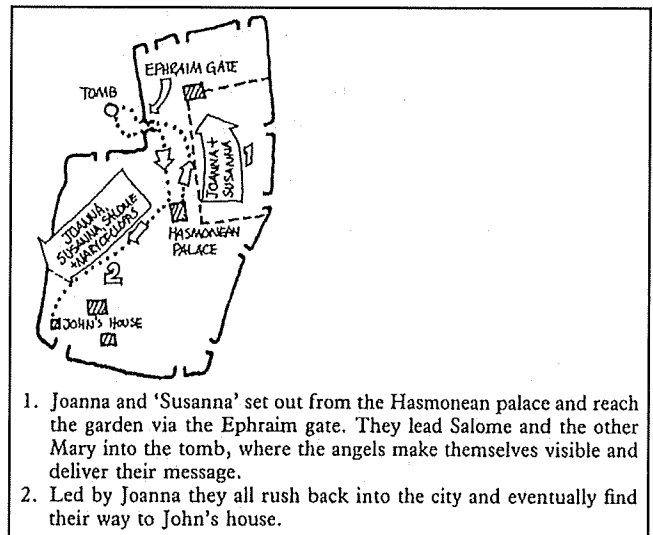 EPHRAIM GATE
TOMB
JOANNA +
SUSANNA
1
JOANNA,
SUSANNA, SALOME
+ MARY CLEOPAS
HASMONEAN
PALACE
2
JOHN'S HOUSE
1. Joanna and ‘Susanna’ set out from the Hasmonean palace and reach
the garden via the Ephraim gate. They lead Salome and the other
Mary into the tomb, where the angels make themselves visible and
deliver their message.
2. Led by Joanna they all rush back into the city and eventually find
their way to John's house.